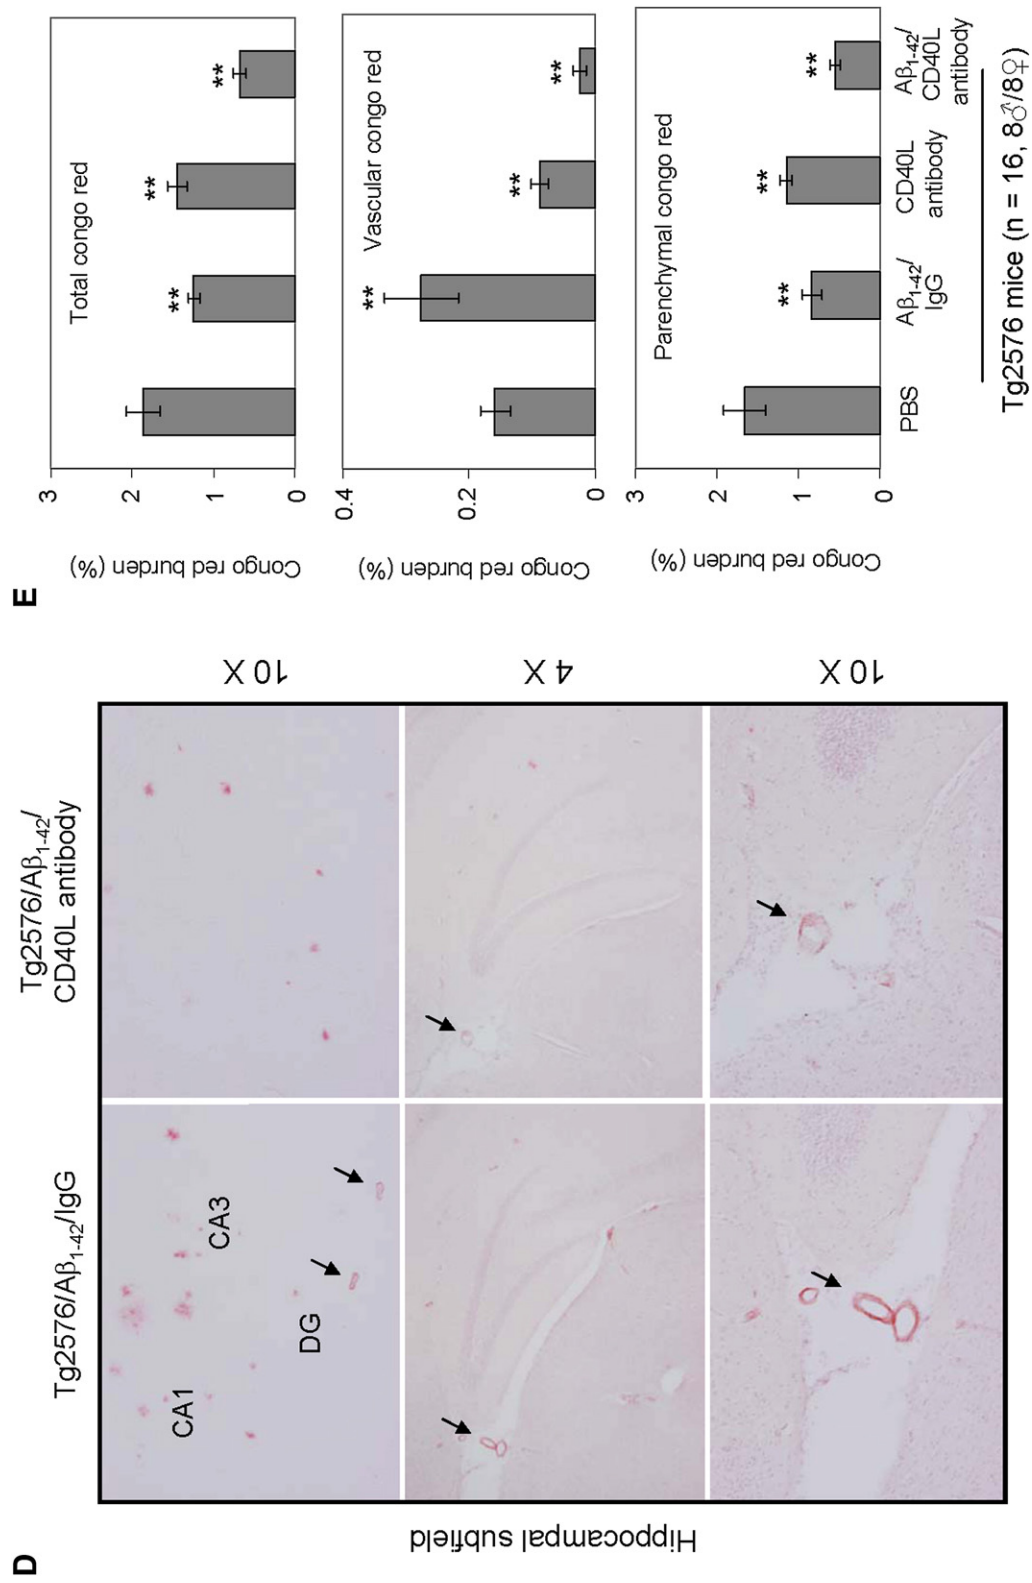 D
Tg2576/Aβ1-42/IgG
Tg2576/Aβ1-42/
CD40L antibody
Hippocampal subfield
CA1
CA3
DG
10 X
4 X
10 X
E
Total congo red
Congo red burden (%)
3
2
1
0
**
**
**
Vascular congo red
Congo red burden (%)
0.4
0.2
0
**
**
**
Parenchymal congo red
Congo red burden (%)
3
2
1
0
**
**
**
PBS
Aβ1-42/
IgG
CD40L
antibody
Aβ1-42/
CD40L
antibody
Tg2576 mice (n = 16, 8♂/8♀)